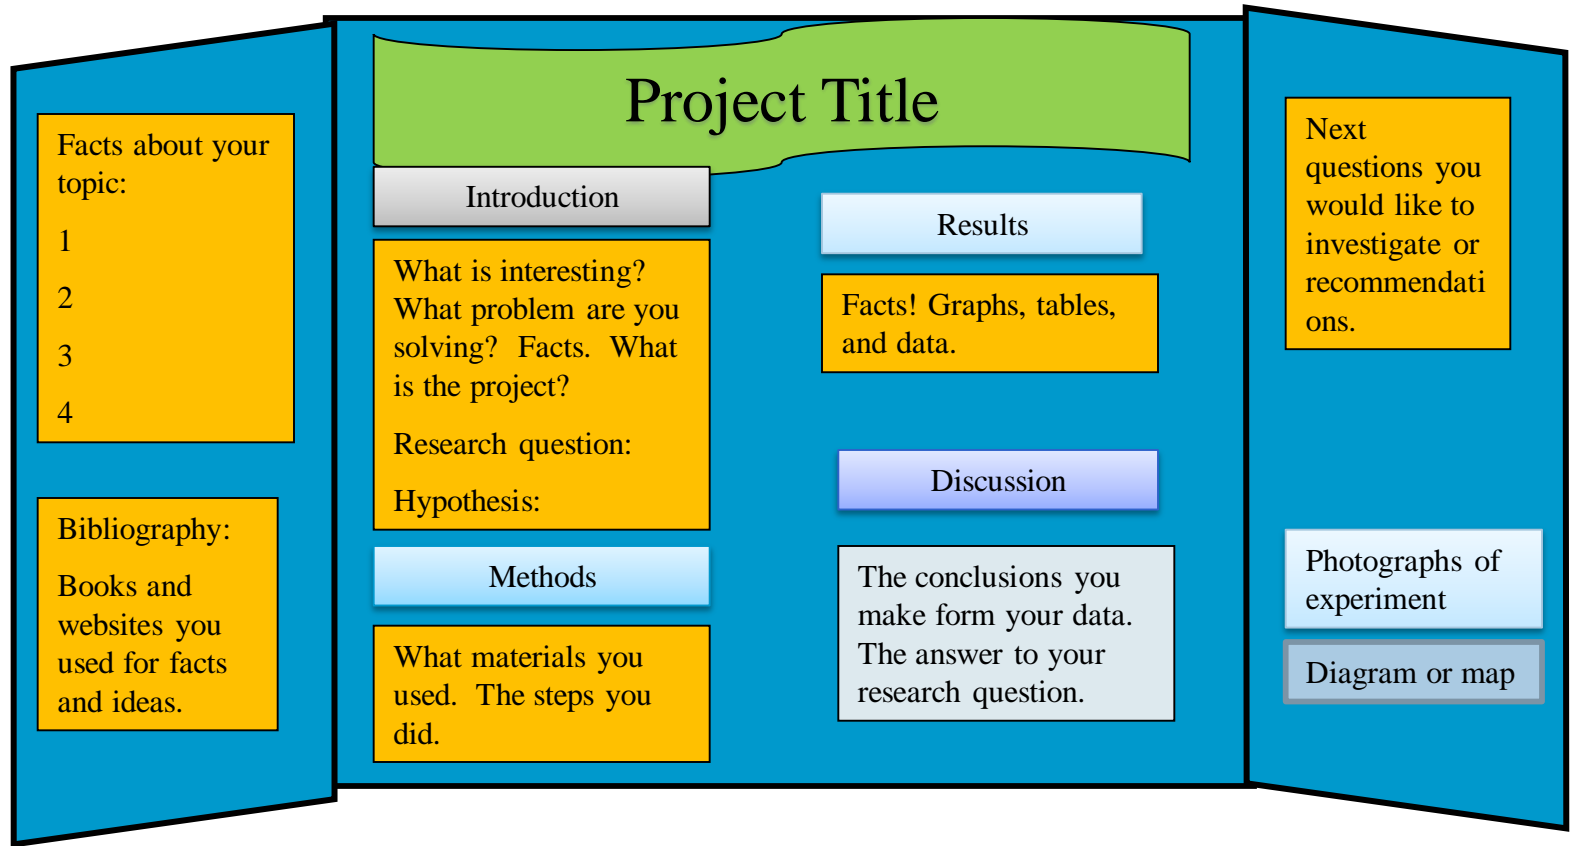 Project Title
Facts about your
topic:
1
2
3
4
Bibliography:
Books and
websites you
used for facts
and ideas.
Introduction
What is interesting?
What problem are you
solving? Facts. What
is the project?
Research question:
Hypothesis:
Methods
What materials you
used. The steps you
did.
Results
Facts! Graphs, tables,
and data.
Discussion
The conclusions you
make form your data.
The answer to your
research question.
Next
questions you
would like to
investigate or
recommendati
ons.
Photographs of
experiment
Diagram or map